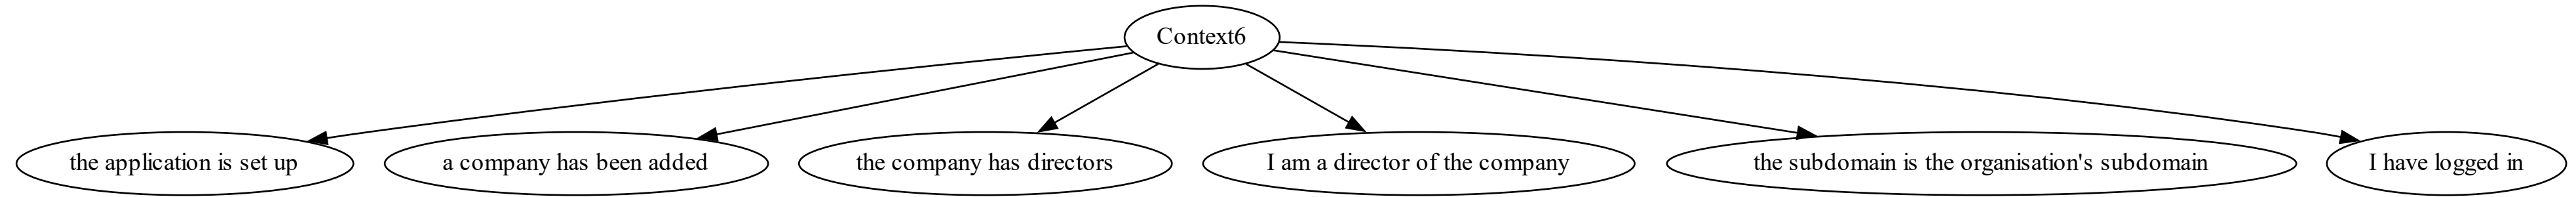 Context6
the application is set up
a company has been added
the company has directors
I am a director of the company
the subdomain is the organisation's subdomain
I have logged in